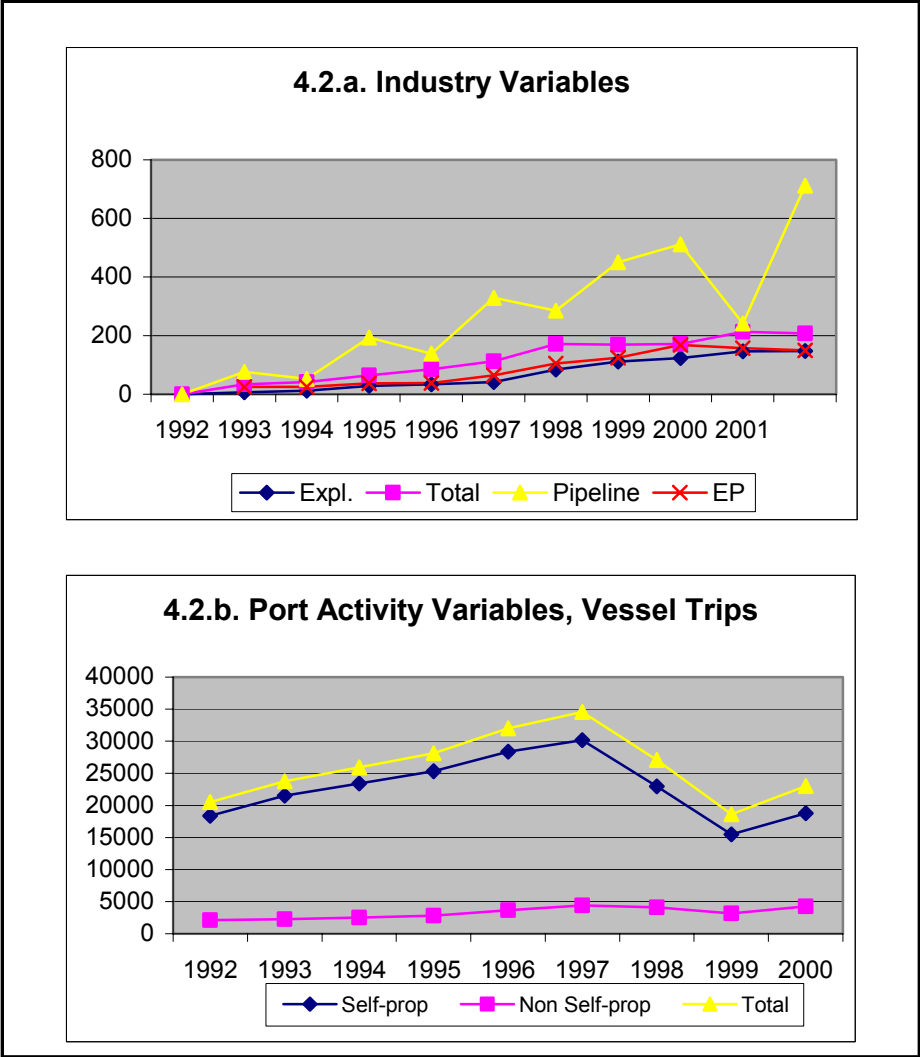 4.2.a. Industry Variables
800
600
400
200
0
1992 1993 1994 1995 1996 1997 1998 1999 2000 2001
Expl. Total Pipeline EP
4.2.b. Port Activity Variables, Vessel Trips
40000
35000
30000
25000
20000
15000
10000
5000
0
1992 1993 1994 1995 1996 1997 1998 1999 2000
Self-prop Non Self-prop Total